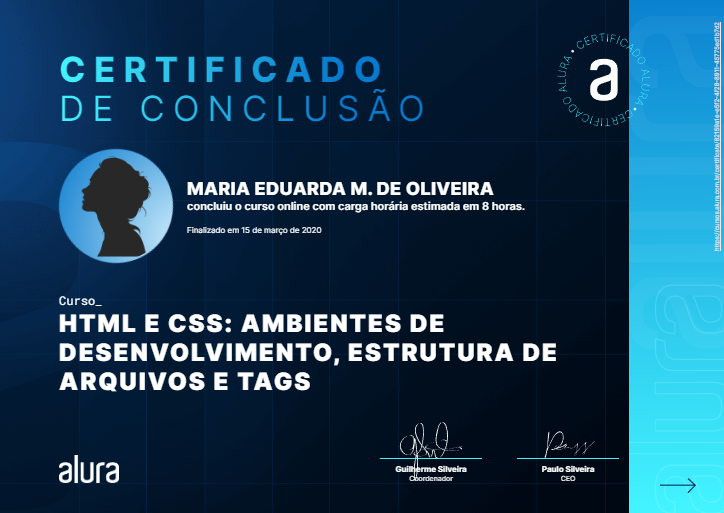 CERTIFICADO
DE CONCLUSÃO
CERTIFICADO ALURA • CERTIFICADO ALURA •
a
MARIA EDUARDA M. DE OLIVEIRA
concluiu o curso online com carga horária estimada em 8 horas.
Finalizado em 15 de março de 2020
Curso_
HTML E CSS: AMBIENTES DE
DESENVOLVIMENTO, ESTRUTURA DE
ARQUIVOS E TAGS
alura
Guilherme Silveira
Coordenador
Paulo Silveira
CEO
alura